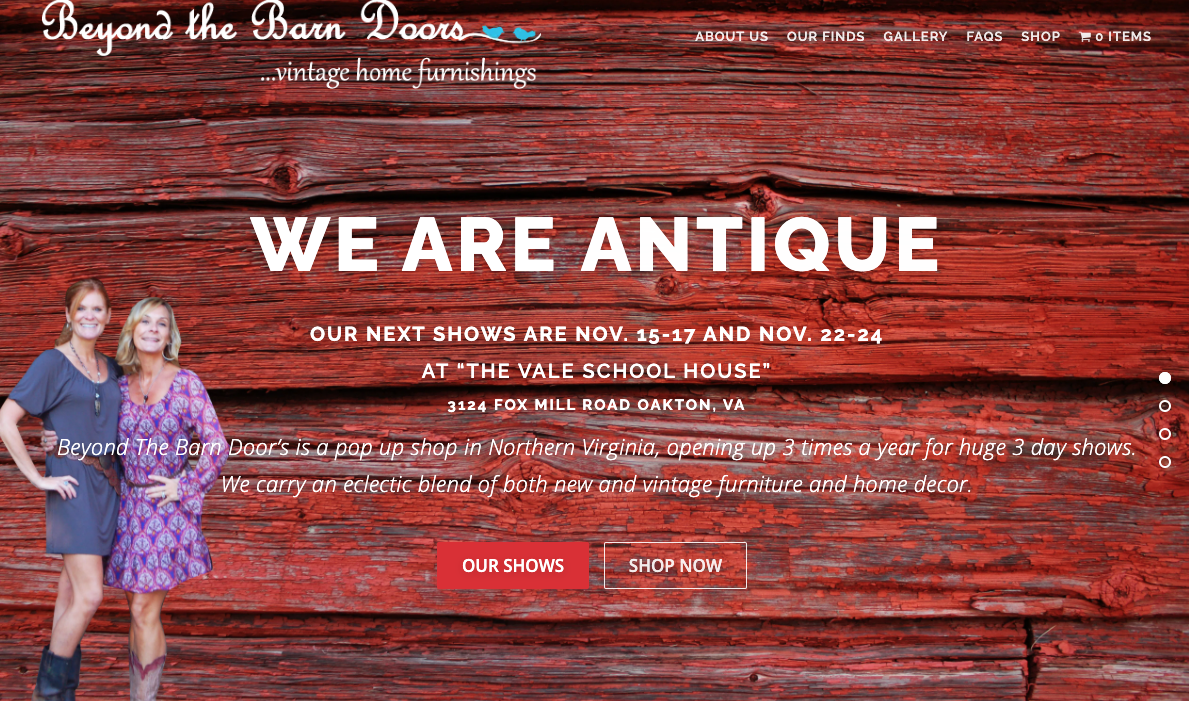 Beyond the Barn Doors
...vintage home furnishings
ABOUT US OUR FINDS GALLERY FAQS SHOP 0 ITEMS
WE ARE ANTIQUE
OUR NEXT SHOWS ARE NOV. 15-17 AND NOV. 22-24
AT “THE VALE SCHOOL HOUSE”
3124 FOX MILL ROAD OAKTON, VA
Beyond The Barn Door’s is a pop up shop in Northern Virginia, opening up 3 times a year for huge 3 day shows.
We carry an eclectic blend of both new and vintage furniture and home decor.
OUR SHOWS SHOP NOW